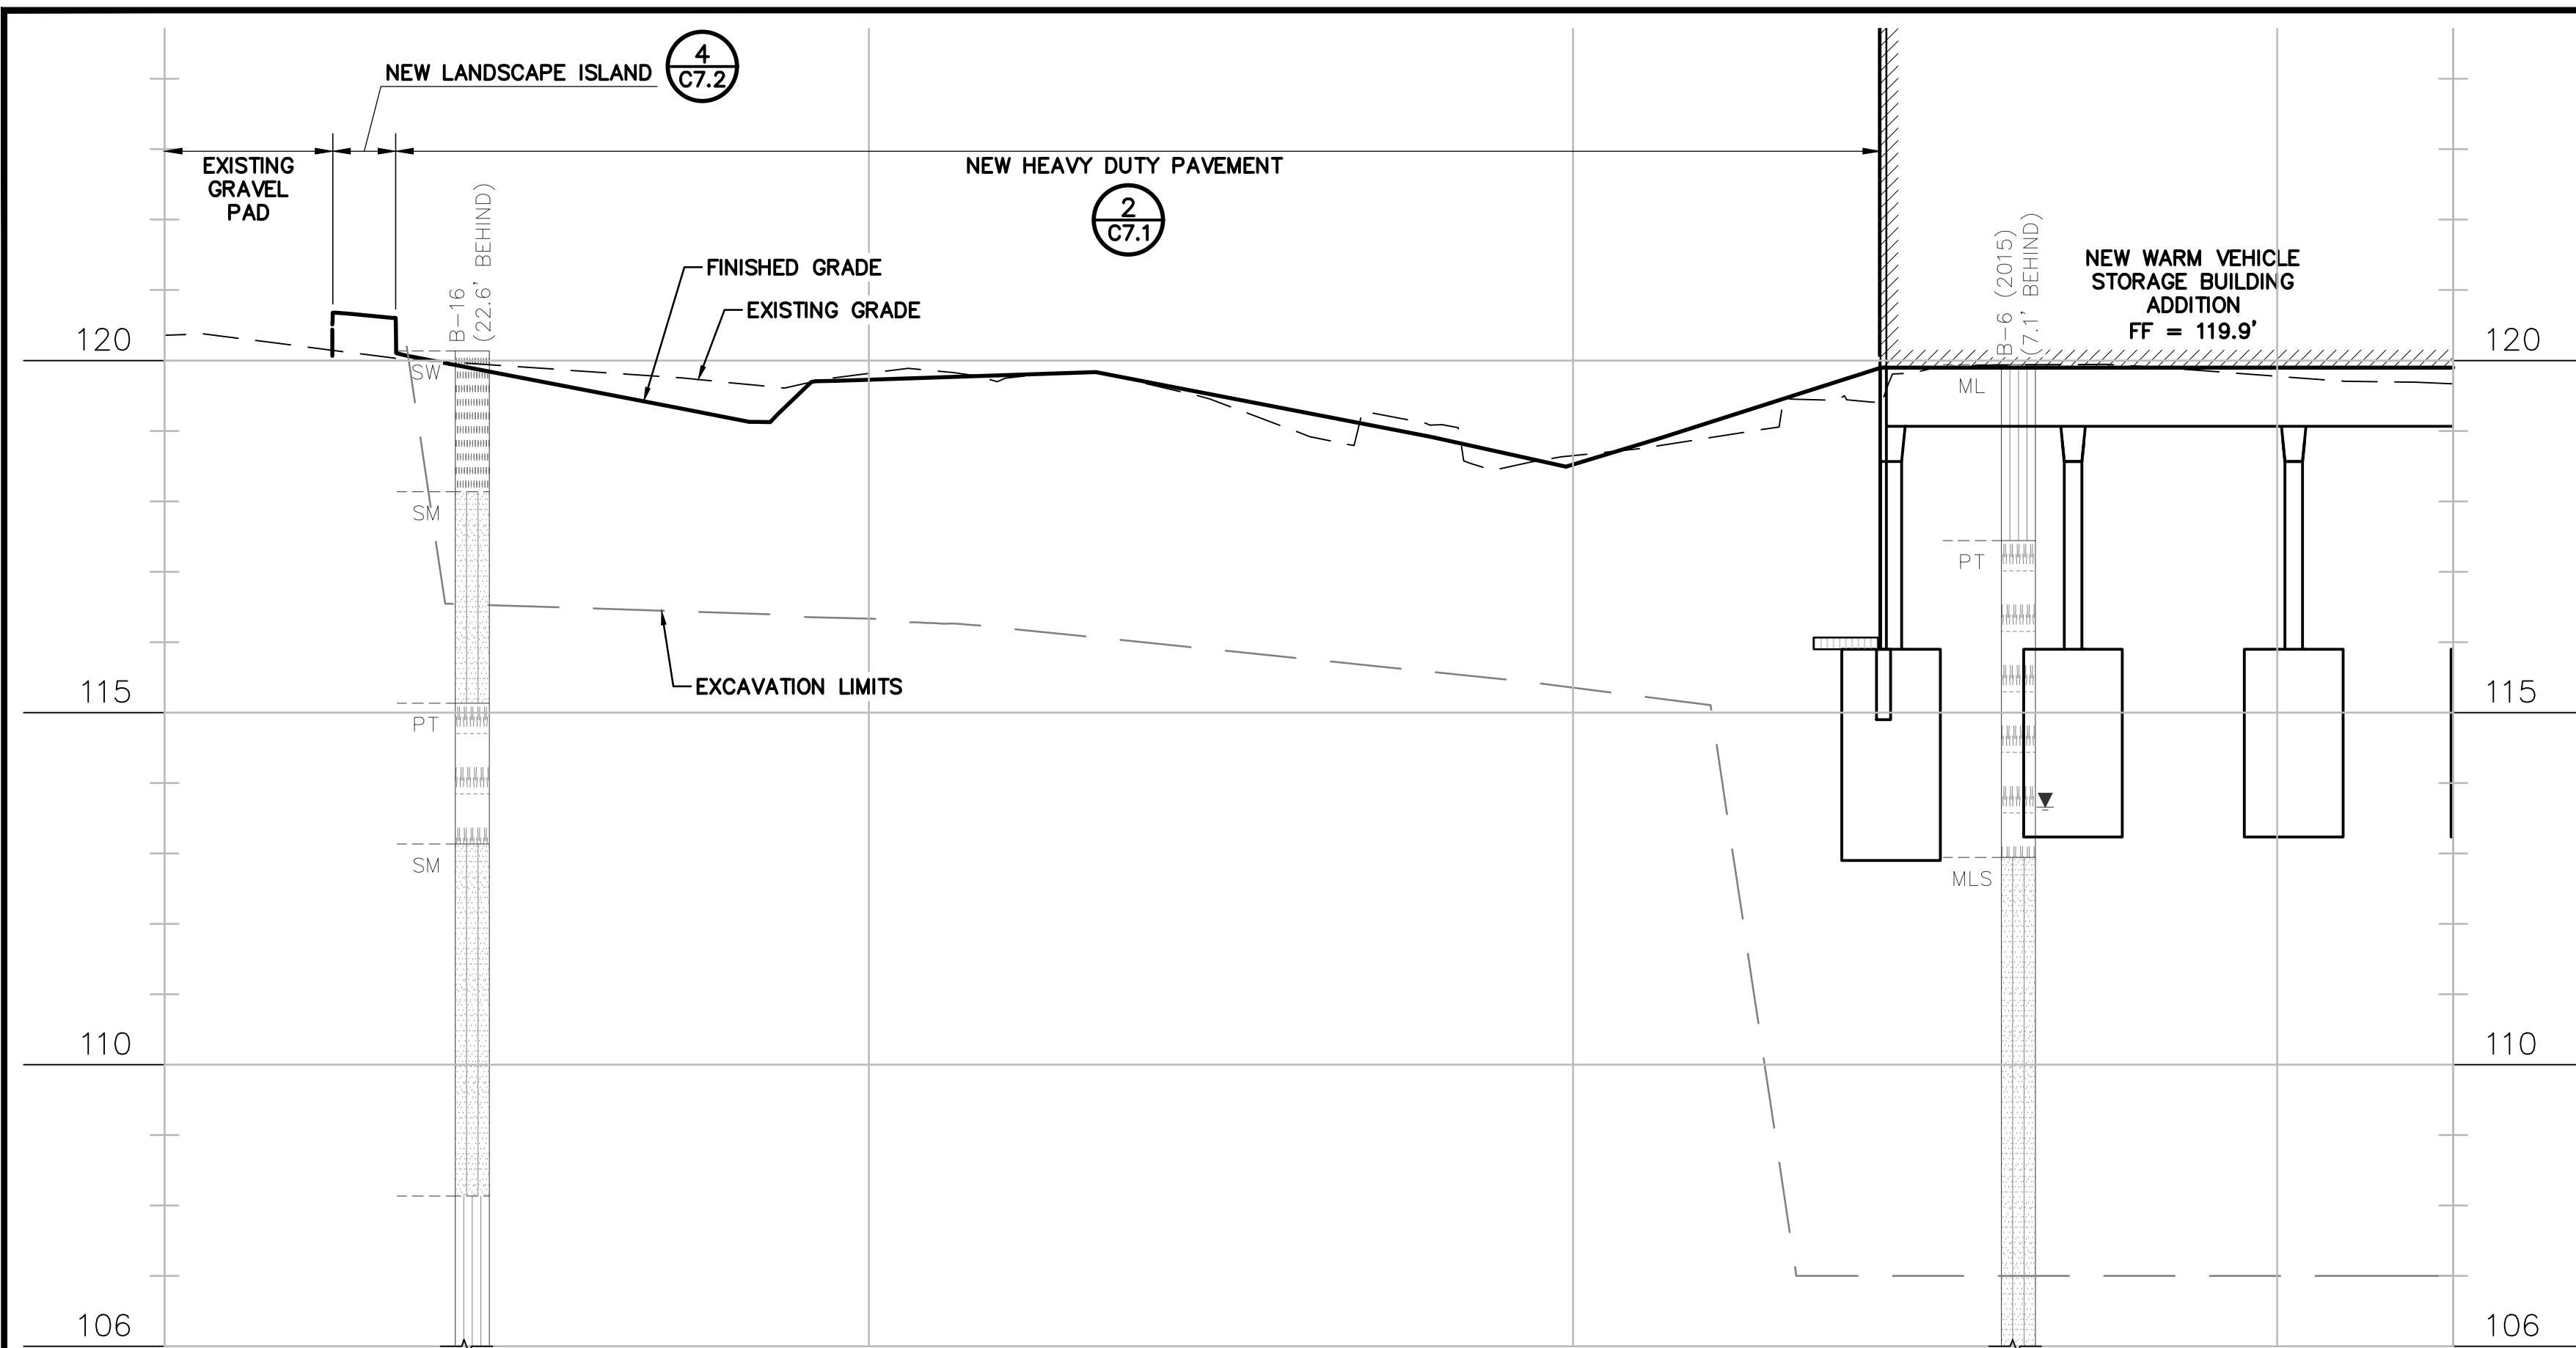 NEW LANDSCAPE ISLAND
4
C7.2
EXISTING
GRAVEL
PAD
NEW HEAVY DUTY PAVEMENT
2
C7.1
B-16
(22.6' BEHIND)
FINISHED GRADE
EXISTING GRADE
B-6 (2015)
(7.1' BEHIND)
NEW WARM VEHICLE
STORAGE BUILDING
ADDITION
FF = 119.9'
120
120
SW
ML
SM
PT
EXCAVATION LIMITS
115
115
PT
SM
MLS
110
110
106
106